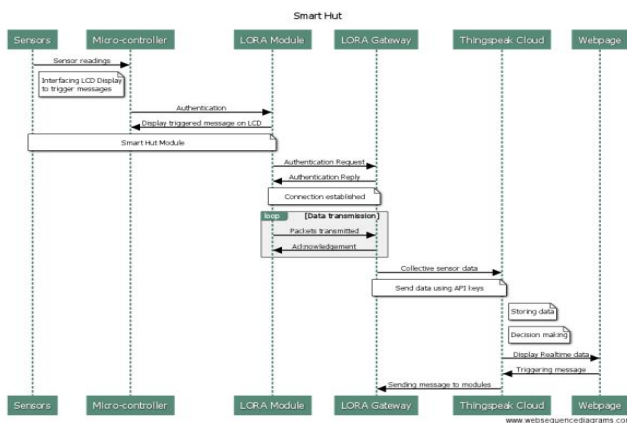 Smart Hut
Sensors
Micro-controller
LORA Module
LORA Gateway
Thingspeak Cloud
Webpage
Sensor readings
Interfacing LCD Display
to trigger messages
Authentication
Display triggered message on LCD
Smart Hut Module
Authentication Request
Authentication Reply
Connection established
loop
[Data transmission]
Packets transmitted
Acknowledgement
Collective sensor data
Send data using API keys
Storing data
Decision making
Display Realtime data
Triggering message
Sending message to modules
Sensors
Micro-controller
LORA Module
LORA Gateway
Thingspeak Cloud
Webpage
www.websequencediagrams.com